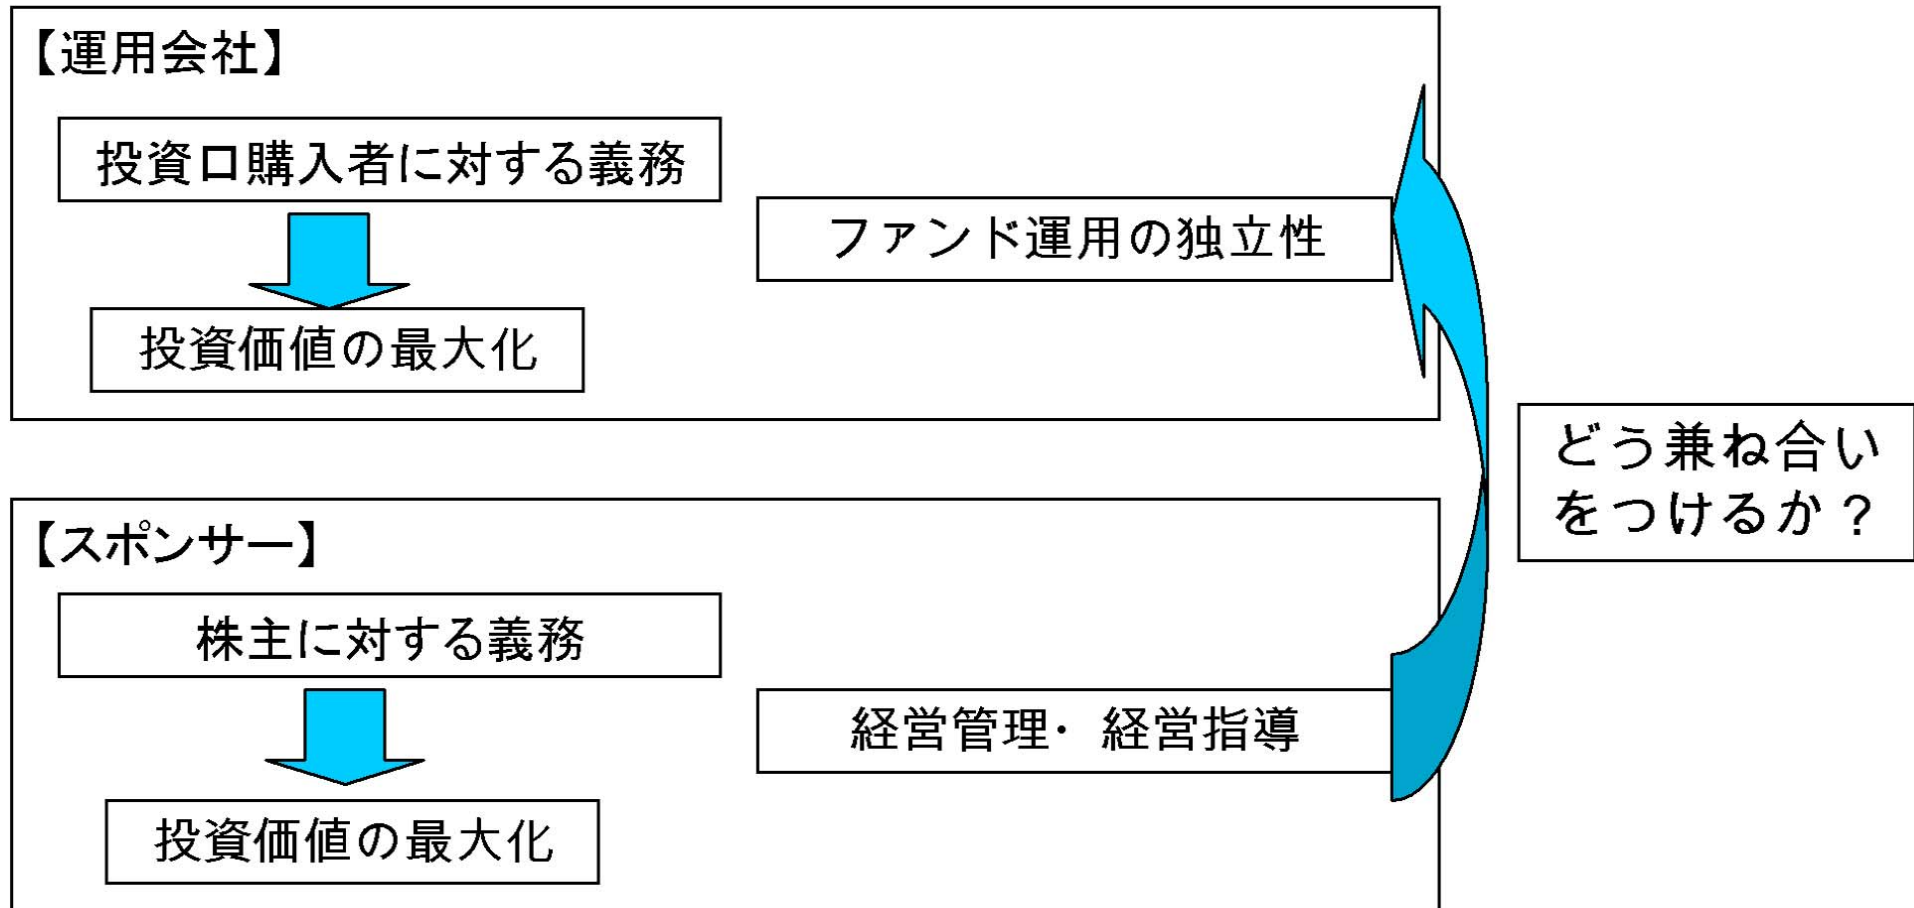 【運用会社】
投資口購入者に対する義務
ファンド運用の独立性
投資価値の最大化
どう兼ね合い
をつけるか？
【スポンサー】
株主に対する義務
経営管理・経営指導
投資価値の最大化